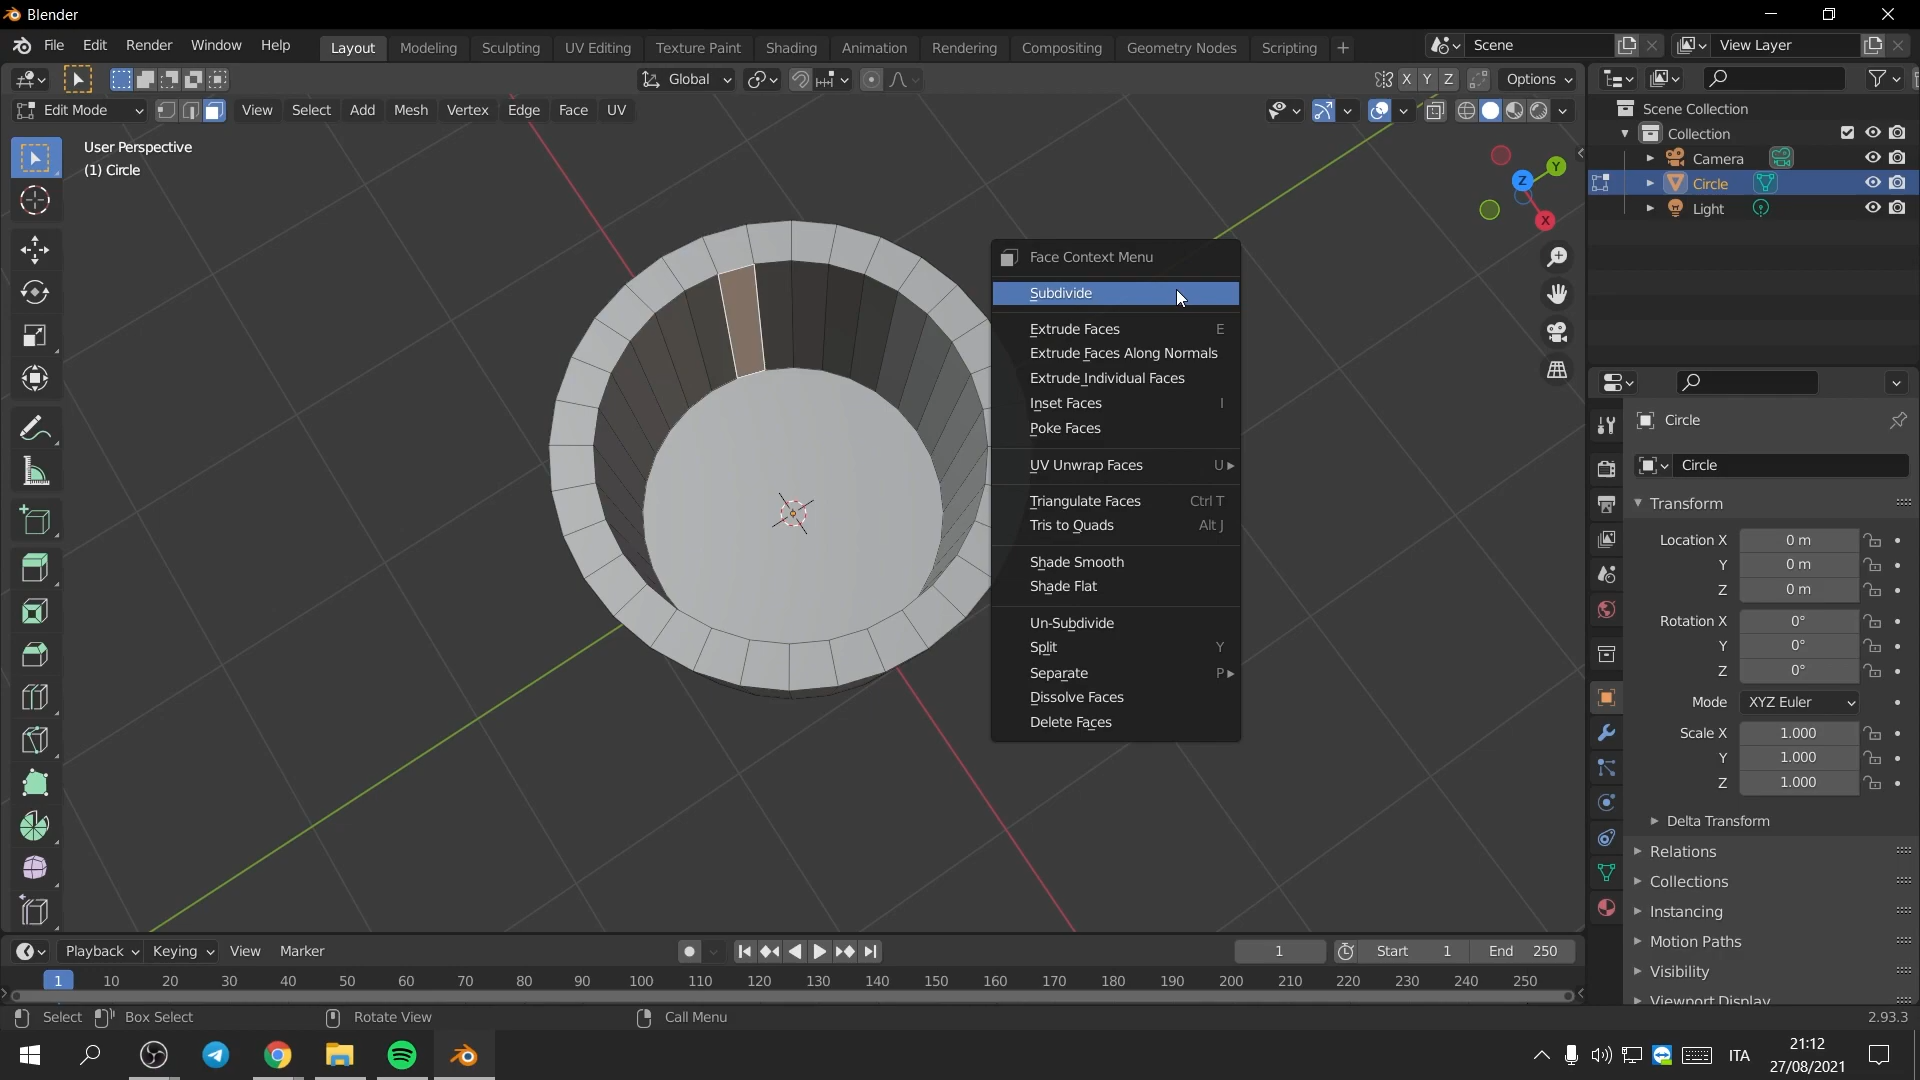 Blender
File Edit Render Window Help Layout Modeling Sculpting UV Editing Texture Paint Shading Animation Rendering Compositing Geometry Nodes Scripting + Scene View Layer
Global X Y Z Options
Edit Mode View Select Add Mesh Vertex Edge Face UV
User Perspective
(1) Circle
Z Y X
Face Context Menu
Subdivide
Extrude Faces E
Extrude Faces Along Normals
Extrude Individual Faces
Inset Faces I
Poke Faces
UV Unwrap Faces U
Triangulate Faces Ctrl T
Tris to Quads Alt J
Shade Smooth
Shade Flat
Un-Subdivide
Split Y
Separate P
Dissolve Faces
Delete Faces
Scene Collection
Collection
Camera
Circle
Light
Circle
Circle
Transform
Location X 0 m
Y 0 m
Z 0 m
Rotation X 0°
Y 0°
Z 0°
Mode XYZ Euler
Scale X 1.000
Y 1.000
Z 1.000
Delta Transform
Relations
Collections
Instancing
Motion Paths
Visibility
Viewport Display
Playback Keying View Marker 1 Start 1 End 250
1 10 20 30 40 50 60 70 80 90 100 110 120 130 140 150 160 170 180 190 200 210 220 230 240 250
Select Box Select Rotate View Call Menu 2.93.3
ITA
21:12
27/08/2021